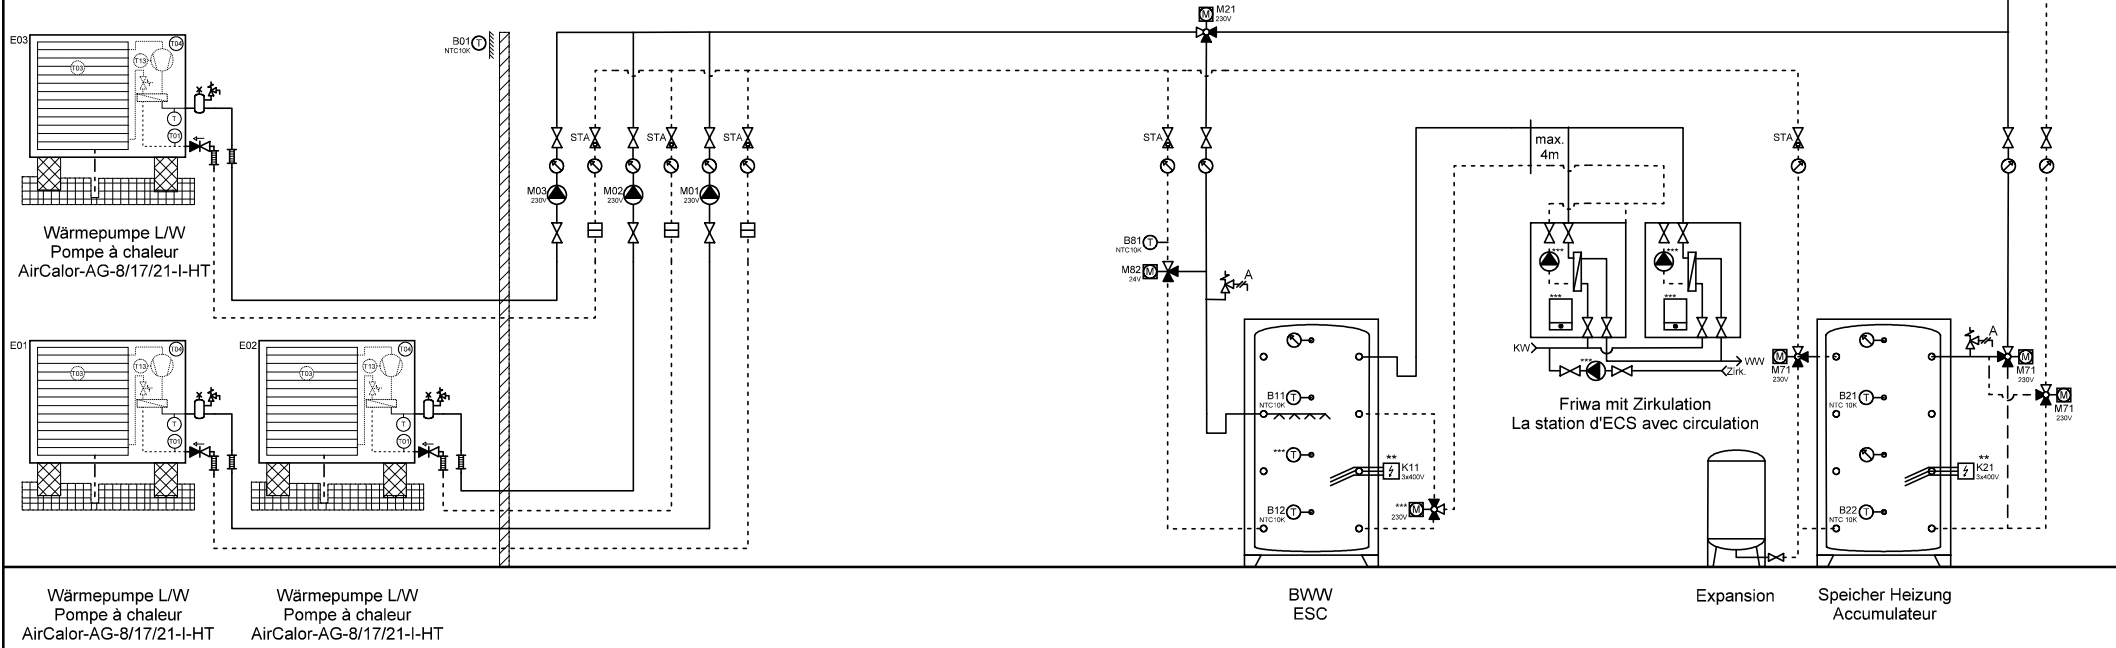 M21
230V
E03
T04
T13
T03
T
T01
B01
T
NTC10K
STA
STA
STA
STA
STA
max.
4m
M03
230V
M02
230V
M01
230V
Wärmepumpe L/W
Pompe à chaleur
AirCalor-AG-8/17/21-I-HT
B81
T
NTC10K
M82
24V
M
A
***
***
***
***
KW
WW
***
Zirk.
Friwa mit Zirkulation
La station d'ECS avec circulation
E01
T04
T13
T03
T
T01
E02
T04
T13
T03
T
T01
B11
T
NTC10K
***
T
**
K11
3x400V
B12
T
NTC10K
***
230V
M
M
M71
230V
A
M
M71
230V
M
M71
230V
B21
T
NTC 10K
**
K21
3x400V
B22
T
NTC 10K
BWW
ESC
Expansion
Speicher Heizung
Accumulateur
Wärmepumpe L/W
Pompe à chaleur
AirCalor-AG-8/17/21-I-HT
Wärmepumpe L/W
Pompe à chaleur
AirCalor-AG-8/17/21-I-HT